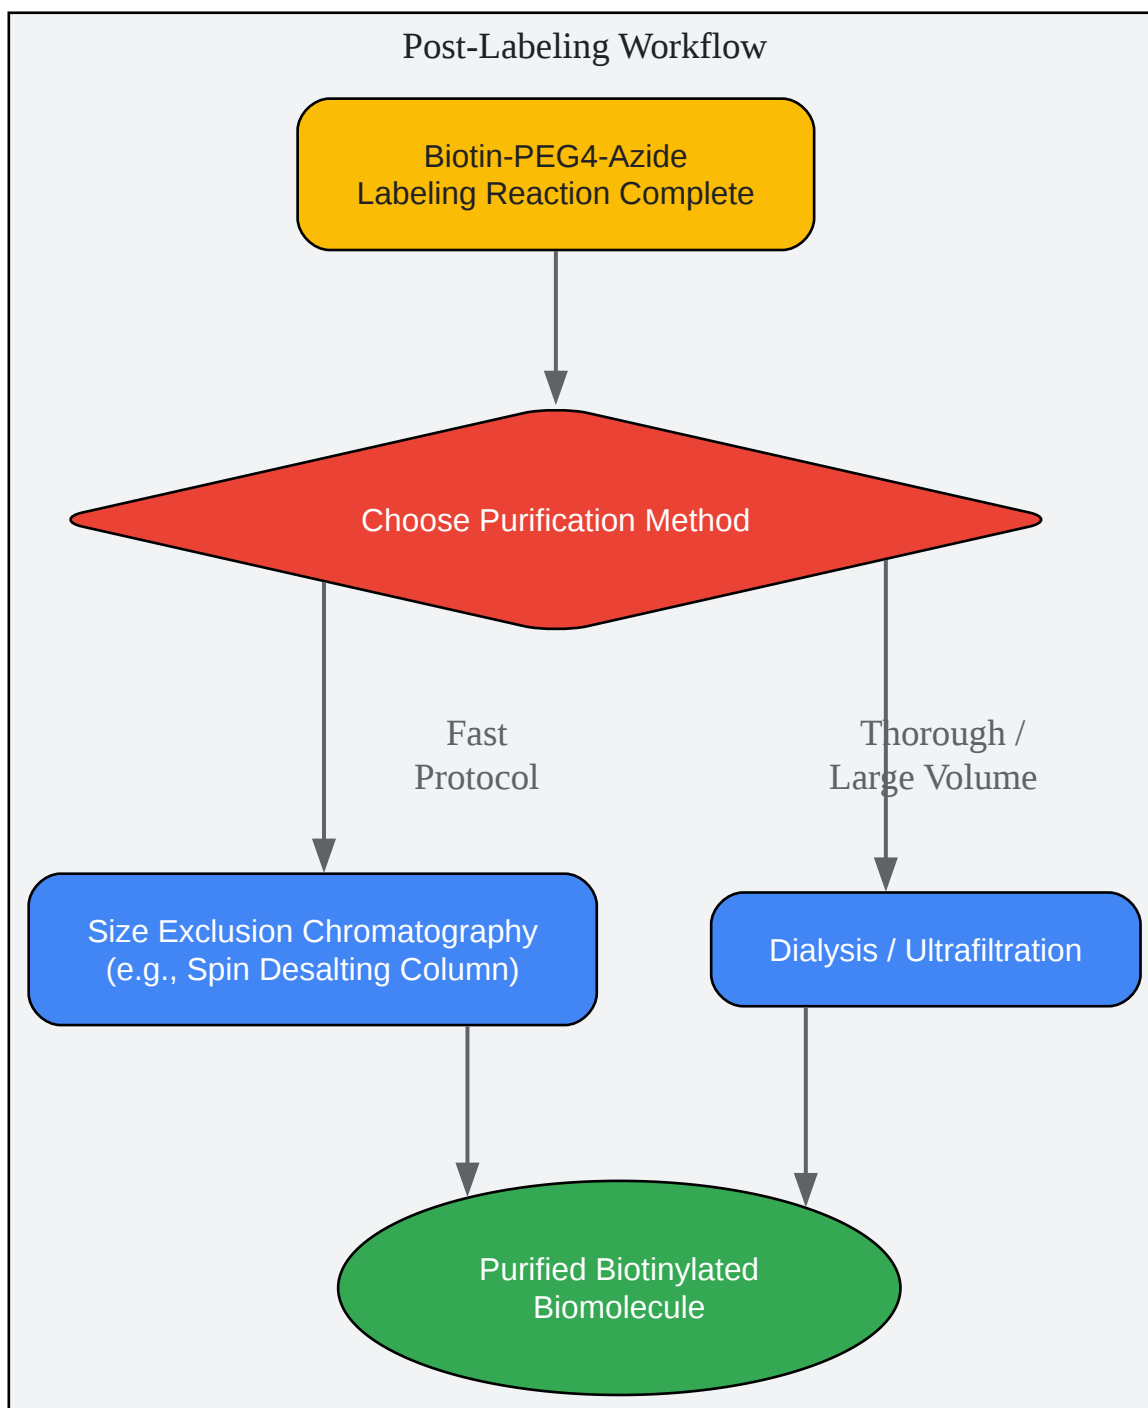 Post-Labeling Workflow
Biotin-PEG4-Azide
Labeling Reaction Complete
Choose Purification Method
Fast
Protocol
Thorough /
Large Volume
Size Exclusion Chromatography
(e.g., Spin Desalting Column)
Dialysis / Ultrafiltration
Purified Biotinylated
Biomolecule